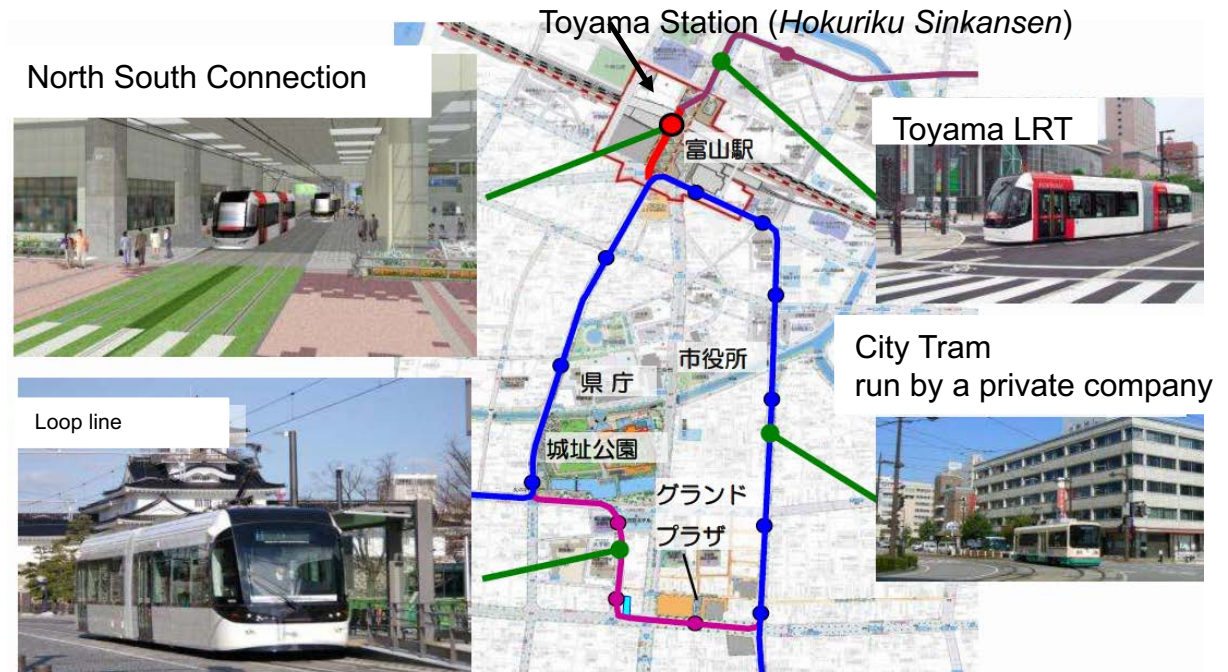 Toyama Station (Hokuriku Sinkansen)
North South Connection
Toyama LRT
富山駅
City Tram
run by a private company
市役所
県庁
Loop line
城址公園
グランド
プラザ